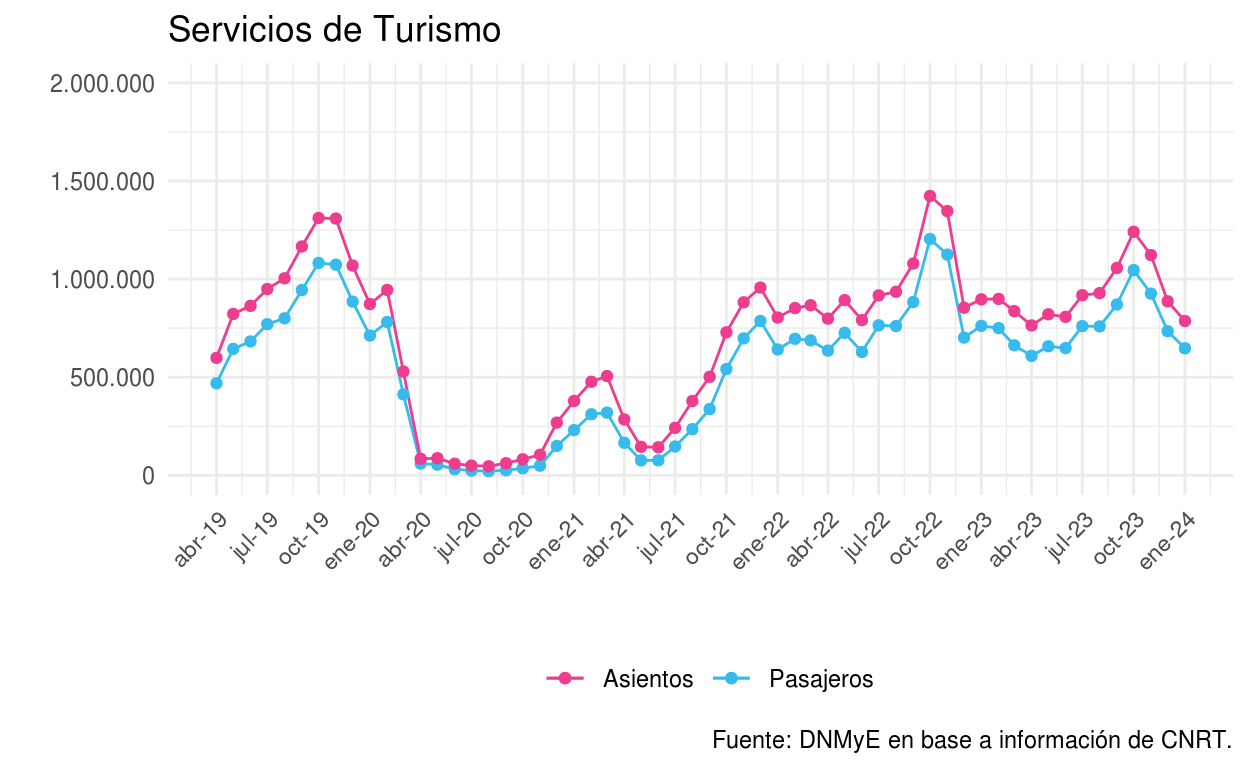 Servicios de Turismo
2.000.000
1.500.000
1.000.000
500.000
0
abr-19
jul-19
oct-19
ene-20
abr-20
jul-20
oct-20
ene-21
abr-21
jul-21
oct-21
ene-22
abr-22
jul-22
oct-22
ene-23
abr-23
jul-23
oct-23
ene-24
Asientos
Pasajeros
Fuente: DNMyE en base a información de CNRT.